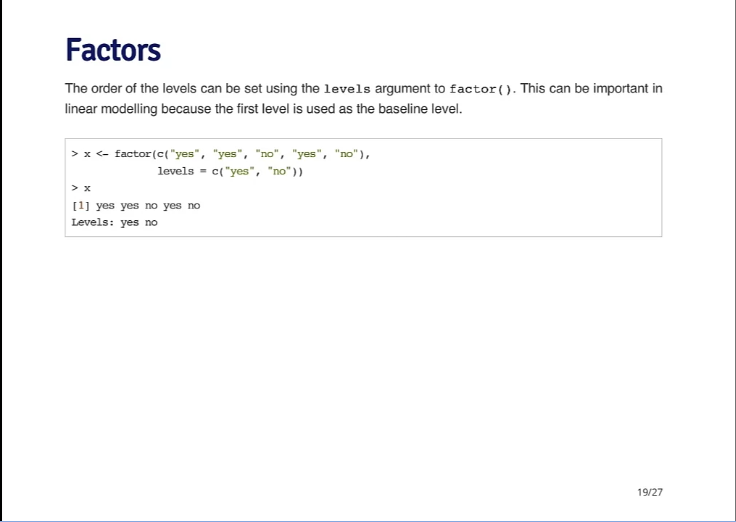 Factors
The order of the levels can be set using the levels argument to factor(). This can be important in
linear modelling because the first level is used as the baseline level.
> x <- factor(c("yes", "yes", "no", "yes", "no"),
levels = c("yes", "no"))
> x
[1] yes yes no yes no
Levels: yes no
19/27